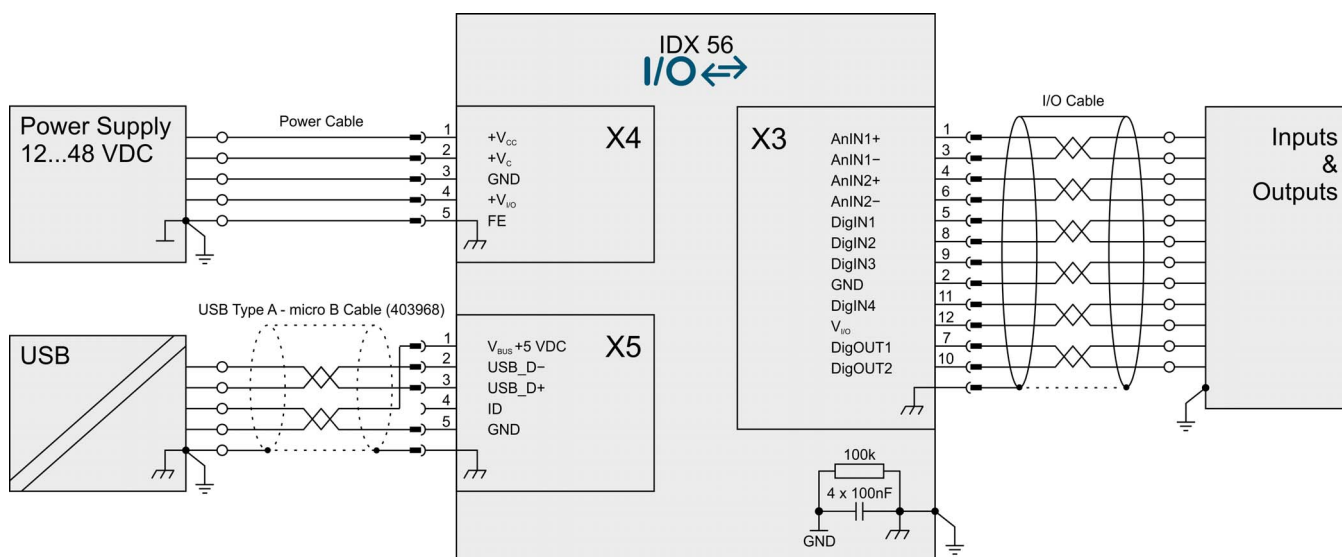 IDX 56
I/O
Power Supply
12...48 VDC
Power Cable
1 +VCC
2 +VC
3 GND
4 +VI/O
5 FE
X4
USB Type A - micro B Cable (403968)
USB
1 VBUS +5 VDC
2 USB_D−
3 USB_D+
4 ID
5 GND
X5
X3
AnIN1+ 1
AnIN1− 3
AnIN2+ 4
AnIN2− 6
DigIN1 5
DigIN2 8
DigIN3 9
GND 2
DigIN4 11
VI/O 12
DigOUT1 7
DigOUT2 10
I/O Cable
Inputs
&
Outputs
100k
4 x 100nF
GND